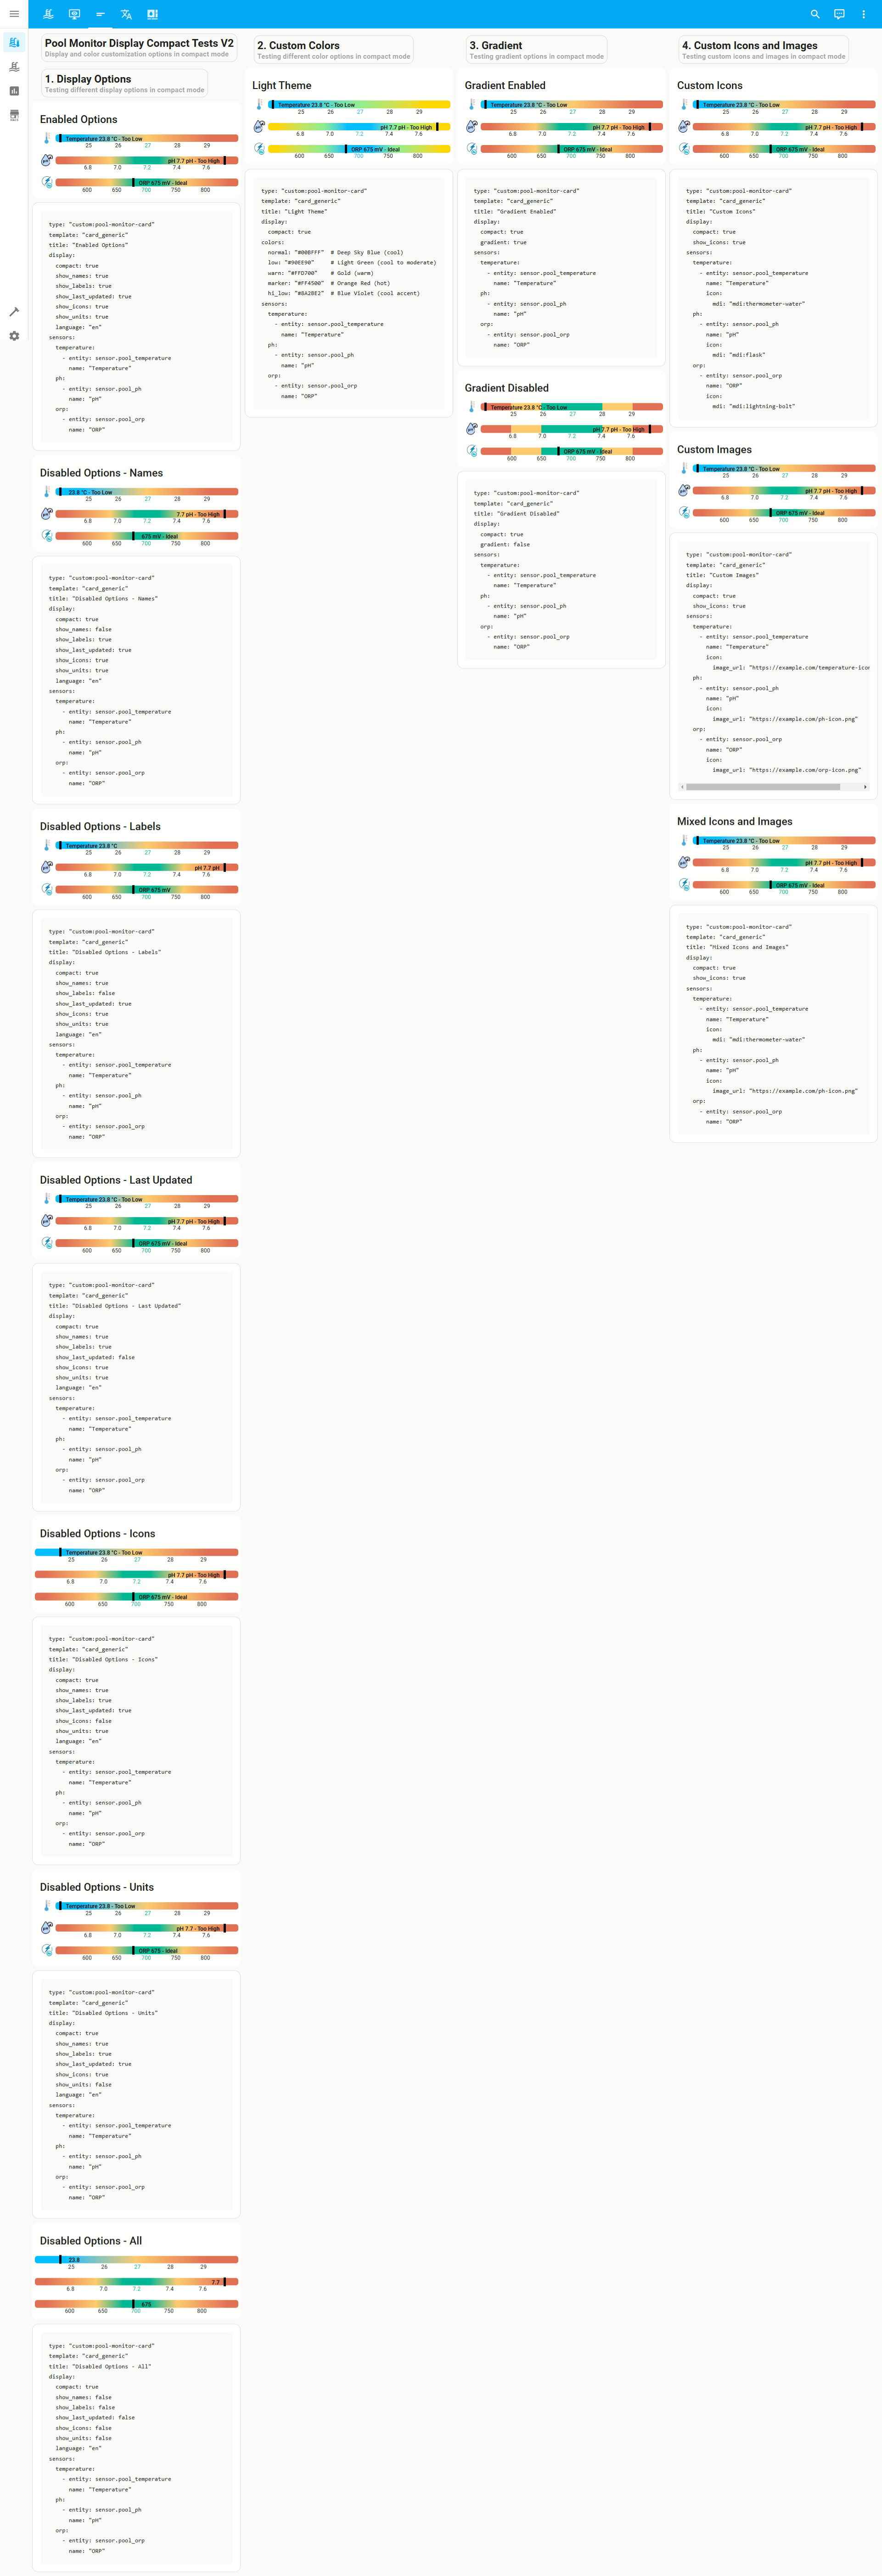 Pool Monitor Display Compact Tests V2
Display and color customization options in compact mode
1. Display Options
Testing different display options in compact mode
Enabled Options
Temperature 23.8 °C - Too Low
25 26 27 28 29
pH 7.7 pH - Too High
6.8 7.0 7.2 7.4 7.6
ORP 675 mV - Ideal
600 650 700 750 800
type: "custom:pool-monitor-card"
template: "card_generic"
title: "Enabled Options"
display:
compact: true
show_names: true
show_labels: true
show_last_updated: true
show_icons: true
show_units: true
language: "en"
sensors:
temperature:
- entity: sensor.pool_temperature
name: "Temperature"
ph:
- entity: sensor.pool_ph
name: "pH"
orp:
- entity: sensor.pool_orp
name: "ORP"
Disabled Options - Names
23.8 °C - Too Low
25 26 27 28 29
7.7 pH - Too High
6.8 7.0 7.2 7.4 7.6
675 mV - Ideal
600 650 700 750 800
type: "custom:pool-monitor-card"
template: "card_generic"
title: "Disabled Options - Names"
display:
compact: true
show_names: false
show_labels: true
show_last_updated: true
show_icons: true
show_units: true
language: "en"
sensors:
temperature:
- entity: sensor.pool_temperature
name: "Temperature"
ph:
- entity: sensor.pool_ph
name: "pH"
orp:
- entity: sensor.pool_orp
name: "ORP"
Disabled Options - Labels
Temperature 23.8 °C
25 26 27 28 29
pH 7.7 pH
6.8 7.0 7.2 7.4 7.6
ORP 675 mV
600 650 700 750 800
type: "custom:pool-monitor-card"
template: "card_generic"
title: "Disabled Options - Labels"
display:
compact: true
show_names: true
show_labels: false
show_last_updated: true
show_icons: true
show_units: true
language: "en"
sensors:
temperature:
- entity: sensor.pool_temperature
name: "Temperature"
ph:
- entity: sensor.pool_ph
name: "pH"
orp:
- entity: sensor.pool_orp
name: "ORP"
Disabled Options - Last Updated
Temperature 23.8 °C - Too Low
25 26 27 28 29
pH 7.7 pH - Too High
6.8 7.0 7.2 7.4 7.6
ORP 675 mV - Ideal
600 650 700 750 800
type: "custom:pool-monitor-card"
template: "card_generic"
title: "Disabled Options - Last Updated"
display:
compact: true
show_names: true
show_labels: true
show_last_updated: false
show_icons: true
show_units: true
language: "en"
sensors:
temperature:
- entity: sensor.pool_temperature
name: "Temperature"
ph:
- entity: sensor.pool_ph
name: "pH"
orp:
- entity: sensor.pool_orp
name: "ORP"
Disabled Options - Icons
Temperature 23.8 °C - Too Low
25 26 27 28 29
pH 7.7 pH - Too High
6.8 7.0 7.2 7.4 7.6
ORP 675 mV - Ideal
600 650 700 750 800
type: "custom:pool-monitor-card"
template: "card_generic"
title: "Disabled Options - Icons"
display:
compact: true
show_names: true
show_labels: true
show_last_updated: true
show_icons: false
show_units: true
language: "en"
sensors:
temperature:
- entity: sensor.pool_temperature
name: "Temperature"
ph:
- entity: sensor.pool_ph
name: "pH"
orp:
- entity: sensor.pool_orp
name: "ORP"
Disabled Options - Units
Temperature 23.8 - Too Low
25 26 27 28 29
pH 7.7 - Too High
6.8 7.0 7.2 7.4 7.6
ORP 675 - Ideal
600 650 700 750 800
type: "custom:pool-monitor-card"
template: "card_generic"
title: "Disabled Options - Units"
display:
compact: true
show_names: true
show_labels: true
show_last_updated: true
show_icons: true
show_units: false
language: "en"
sensors:
temperature:
- entity: sensor.pool_temperature
name: "Temperature"
ph:
- entity: sensor.pool_ph
name: "pH"
orp:
- entity: sensor.pool_orp
name: "ORP"
Disabled Options - All
23.8
25 26 27 28 29
7.7
6.8 7.0 7.2 7.4 7.6
675
600 650 700 750 800
type: "custom:pool-monitor-card"
template: "card_generic"
title: "Disabled Options - All"
display:
compact: true
show_names: false
show_labels: false
show_last_updated: false
show_icons: false
show_units: false
language: "en"
sensors:
temperature:
- entity: sensor.pool_temperature
name: "Temperature"
ph:
- entity: sensor.pool_ph
name: "pH"
orp:
- entity: sensor.pool_orp
name: "ORP"
2. Custom Colors
Testing different color options in compact mode
Light Theme
Temperature 23.8 °C - Too Low
25 26 27 28 29
pH 7.7 pH - Too High
6.8 7.0 7.2 7.4 7.6
ORP 675 mV - Ideal
600 650 700 750 800
type: "custom:pool-monitor-card"
template: "card_generic"
title: "Light Theme"
display:
compact: true
colors:
normal: "#00BFFF" # Deep Sky Blue (cool)
low: "#90EE90" # Light Green (cool to moderate)
warn: "#FFD700" # Gold (warm)
marker: "#FF4500" # Orange Red (hot)
hi_low: "#8A2BE2" # Blue Violet (cool accent)
sensors:
temperature:
- entity: sensor.pool_temperature
name: "Temperature"
ph:
- entity: sensor.pool_ph
name: "pH"
orp:
- entity: sensor.pool_orp
name: "ORP"
3. Gradient
Testing gradient options in compact mode
Gradient Enabled
Temperature 23.8 °C - Too Low
25 26 27 28 29
pH 7.7 pH - Too High
6.8 7.0 7.2 7.4 7.6
ORP 675 mV - Ideal
600 650 700 750 800
type: "custom:pool-monitor-card"
template: "card_generic"
title: "Gradient Enabled"
display:
compact: true
gradient: true
sensors:
temperature:
- entity: sensor.pool_temperature
name: "Temperature"
ph:
- entity: sensor.pool_ph
name: "pH"
orp:
- entity: sensor.pool_orp
name: "ORP"
Gradient Disabled
Temperature 23.8 °C - Too Low
25 26 27 28 29
pH 7.7 pH - Too High
6.8 7.0 7.2 7.4 7.6
ORP 675 mV - Ideal
600 650 700 750 800
type: "custom:pool-monitor-card"
template: "card_generic"
title: "Gradient Disabled"
display:
compact: true
gradient: false
sensors:
temperature:
- entity: sensor.pool_temperature
name: "Temperature"
ph:
- entity: sensor.pool_ph
name: "pH"
orp:
- entity: sensor.pool_orp
name: "ORP"
4. Custom Icons and Images
Testing custom icons and images in compact mode
Custom Icons
Temperature 23.8 °C - Too Low
25 26 27 28 29
pH 7.7 pH - Too High
6.8 7.0 7.2 7.4 7.6
ORP 675 mV - Ideal
600 650 700 750 800
type: "custom:pool-monitor-card"
template: "card_generic"
title: "Custom Icons"
display:
compact: true
show_icons: true
sensors:
temperature:
- entity: sensor.pool_temperature
name: "Temperature"
icon:
mdi: "mdi:thermometer-water"
ph:
- entity: sensor.pool_ph
name: "pH"
icon:
mdi: "mdi:flask"
orp:
- entity: sensor.pool_orp
name: "ORP"
icon:
mdi: "mdi:lightning-bolt"
Custom Images
Temperature 23.8 °C - Too Low
25 26 27 28 29
pH 7.7 pH - Too High
6.8 7.0 7.2 7.4 7.6
ORP 675 mV - Ideal
600 650 700 750 800
type: "custom:pool-monitor-card"
template: "card_generic"
title: "Custom Images"
display:
compact: true
show_icons: true
sensors:
temperature:
- entity: sensor.pool_temperature
name: "Temperature"
icon:
image_url: "https://example.com/temperature-icon
ph:
- entity: sensor.pool_ph
name: "pH"
icon:
image_url: "https://example.com/ph-icon.png"
orp:
- entity: sensor.pool_orp
name: "ORP"
icon:
image_url: "https://example.com/orp-icon.png"
Mixed Icons and Images
Temperature 23.8 °C - Too Low
25 26 27 28 29
pH 7.7 pH - Too High
6.8 7.0 7.2 7.4 7.6
ORP 675 mV - Ideal
600 650 700 750 800
type: "custom:pool-monitor-card"
template: "card_generic"
title: "Mixed Icons and Images"
display:
compact: true
show_icons: true
sensors:
temperature:
- entity: sensor.pool_temperature
name: "Temperature"
icon:
mdi: "mdi:thermometer-water"
ph:
- entity: sensor.pool_ph
name: "pH"
icon:
image_url: "https://example.com/ph-icon.png"
orp:
- entity: sensor.pool_orp
name: "ORP"